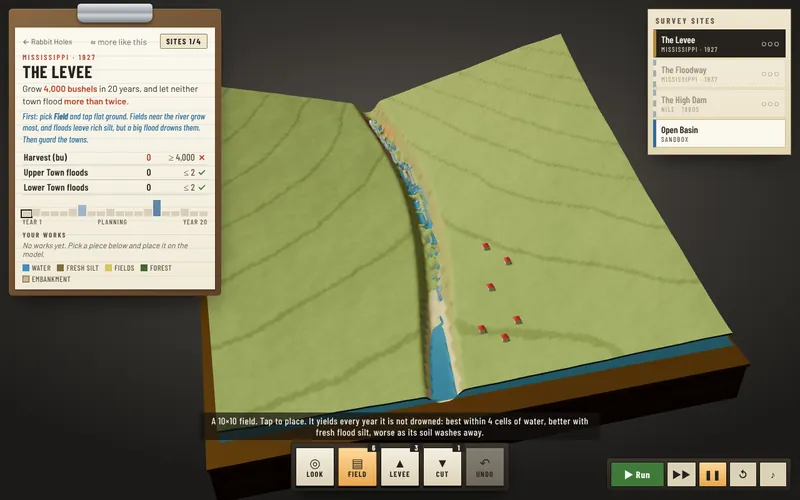 ← Rabbit Holes
≈ more like this
SITES 1/4
MISSISSIPPI · 1927
THE LEVEE
Grow 4,000 bushels in 20 years, and let neither
town flood more than twice.
First: pick Field and tap flat ground. Fields near the river grow
most, and floods leave rich silt, but a big flood drowns them.
Then guard the towns.
Harvest (bu) 0 ≥ 4,000 ×
Upper Town floods 0 ≤ 2 ✓
Lower Town floods 0 ≤ 2 ✓
YEAR 1 PLANNING YEAR 20
YOUR WORKS
No works yet. Pick a piece below and place it on the
model.
WATER FRESH SILT FIELDS FOREST
EMBANKMENT
SURVEY SITES
The Levee
MISSISSIPPI · 1927
The Floodway
MISSISSIPPI · 1937
The High Dam
NILE · 1980S
Open Basin
SANDBOX
A 10×10 field. Tap to place. It yields every year it is not drowned: best within 4 cells of water, better with
fresh flood silt, worse as its soil washes away.
LOOK
6
FIELD
3
LEVEE
1
CUT
UNDO
Run